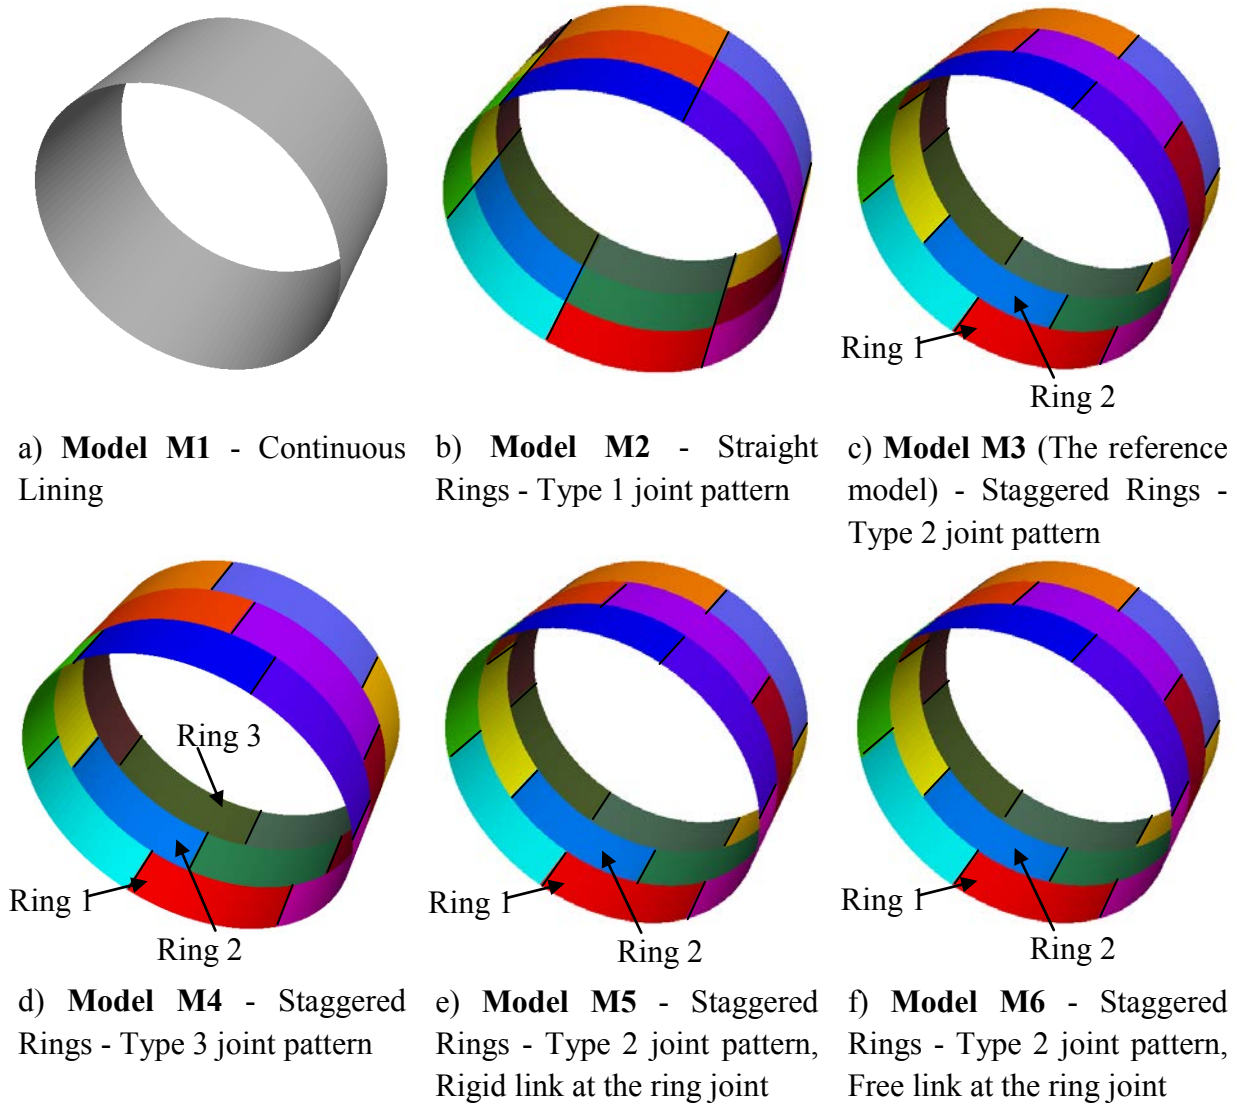 Ring 1
Ring 2
a) Model M1 - Continuous
Lining
b) Model M2 - Straight
Rings - Type 1 joint pattern
c) Model M3 (The reference
model) - Staggered Rings -
Type 2 joint pattern
Ring 3
Ring 1
Ring 2
Ring 1
Ring 2
Ring 1
Ring 2
d) Model M4 - Staggered
Rings - Type 3 joint pattern
e) Model M5 - Staggered
Rings - Type 2 joint pattern,
Rigid link at the ring joint
f) Model M6 - Staggered
Rings - Type 2 joint pattern,
Free link at the ring joint